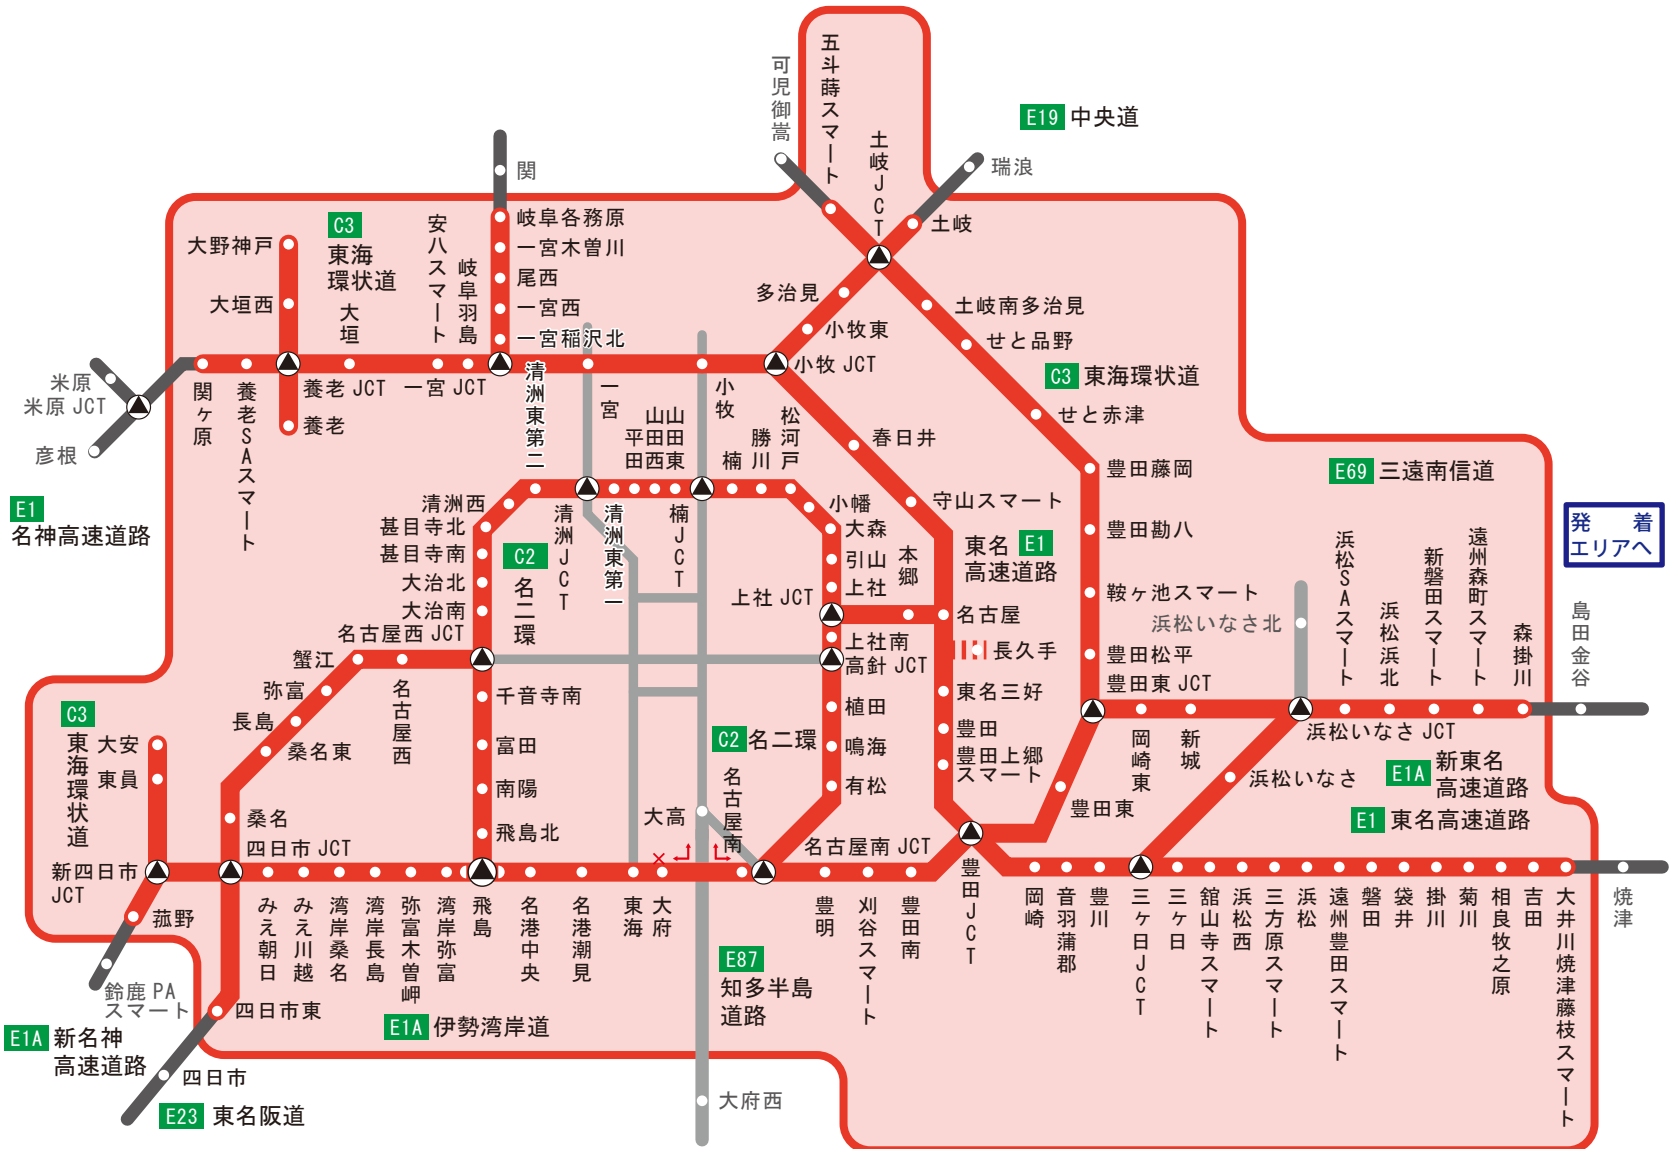 五斗蒔スマート
可児御嵩
土岐JCT
E19 中央道
瑞浪
土岐
関
岐阜各務原
一宮木曽川
尾西
一宮西
一宮稲沢北
C3
東海
環状道
大野神戸
大垣西
大垣
安八スマート
岐阜羽島
多治見
小牧東
小牧 JCT
土岐南多治見
せと品野
C3 東海環状道
せと赤津
米原
米原 JCT
彦根
関ヶ原
養老SAスマート
養老 JCT
養老
一宮 JCT
清洲東第二
一宮
小牧
E1
名神高速道路
平田
山田西
山田東
楠
勝川
松河戸
春日井
守山スマート
豊田藤岡
E69 三遠南信道
発 着
エリアへ
清洲西
甚目寺北
甚目寺南
大治北
大治南
名古屋西 JCT
C2
名二環
清洲JCT
清洲東第一
楠JCT
小幡
大森
引山
上社
本郷
上社 JCT
上社南
高針 JCT
東名 E1
高速道路
名古屋
長久手
豊田勘八
鞍ヶ池スマート
浜松いなさ北
豊田松平
豊田東 JCT
浜松SAスマート
浜松浜北
新磐田スマート
遠州森町スマート
森掛川
島田金谷
蟹江
弥富
長島
桑名東
名古屋西
千音寺南
富田
南陽
飛島北
植田
鳴海
有松
C2 名二環
東名三好
豊田
豊田上郷
スマート
岡崎東
新城
浜松いなさ JCT
浜松いなさ
豊田東
E1A 新東名
高速道路
E1 東名高速道路
C3
東海環状道
大安
東員
桑名
四日市 JCT
新四日市
JCT
菰野
大高
名古屋南
名古屋南 JCT
みえ朝日
みえ川越
湾岸桑名
湾岸長島
弥富木曽岬
湾岸弥富
飛島
名港中央
名港潮見
東海
大府
豊明
刈谷スマート
豊田南
豊田JCT
岡崎
音羽蒲郡
豊川
三ヶ日JCT
三ヶ日
舘山寺スマート
浜松西
三方原スマート
浜松
遠州豊田スマート
磐田
袋井
掛川
菊川
相良牧之原
吉田
大井川焼津藤枝スマート
焼津
鈴鹿 PA
スマート
四日市東
E1A 新名神
高速道路
四日市
E23 東名阪道
E1A 伊勢湾岸道
E87
知多半島
道路
大府西